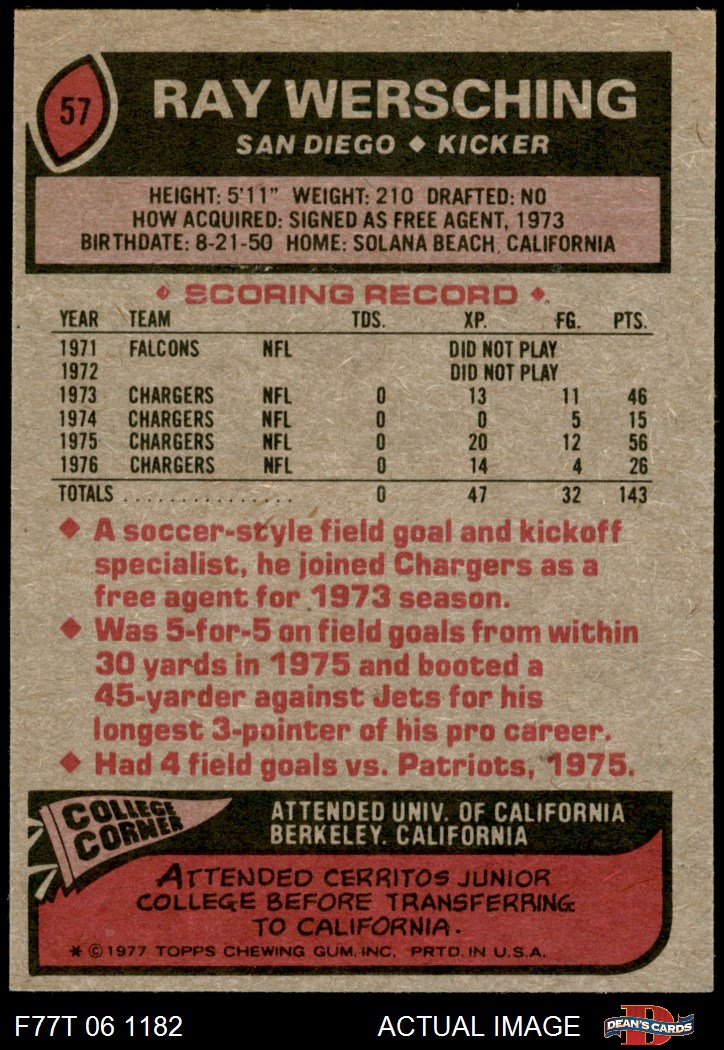 57
RAY WERSCHING
SAN DIEGO ◆ KICKER
HEIGHT: 5'11" WEIGHT: 210 DRAFTED: NO
HOW ACQUIRED: SIGNED AS FREE AGENT, 1973
BIRTHDATE: 8-21-50 HOME: SOLANA BEACH, CALIFORNIA
◆ SCORING RECORD ◆
YEAR TEAM TDS. XP. FG. PTS.
1971 FALCONS NFL DID NOT PLAY
1972 DID NOT PLAY
1973 CHARGERS NFL 0 13 11 46
1974 CHARGERS NFL 0 0 5 15
1975 CHARGERS NFL 0 20 12 56
1976 CHARGERS NFL 0 14 4 26
TOTALS . . . . . . . . . . . . . . . 0 47 32 143
◆ A soccer-style field goal and kickoff
specialist, he joined Chargers as a
free agent for 1973 season.
◆ Was 5-for-5 on field goals from within
30 yards in 1975 and booted a
45-yarder against Jets for his
longest 3-pointer of his pro career.
◆ Had 4 field goals vs. Patriots, 1975.
COLLEGE
CORNER
ATTENDED UNIV. OF CALIFORNIA
BERKELEY, CALIFORNIA
ATTENDED CERRITOS JUNIOR
COLLEGE BEFORE TRANSFERRING
TO CALIFORNIA.
* © 1977 TOPPS CHEWING GUM, INC. PRTD. IN U.S.A.
F77T 06 1182 ACTUAL IMAGE
D
DEAN'S CARDS